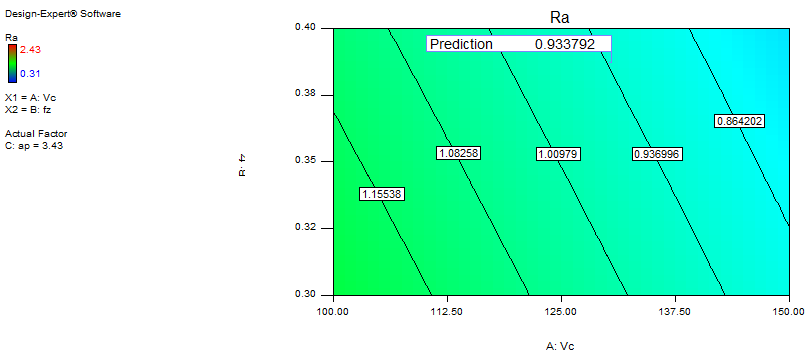 Design-Expert® Software
Ra
2.43
0.31
X1 = A: Vc
X2 = B: fz
Actual Factor
C: ap = 3.43
Ra
Prediction 0.933792
0.40
0.38
0.35
0.32
0.30
B: fz
0.864202
0.936996
1.00979
1.08258
1.15538
100.00 112.50 125.00 137.50 150.00
A: Vc